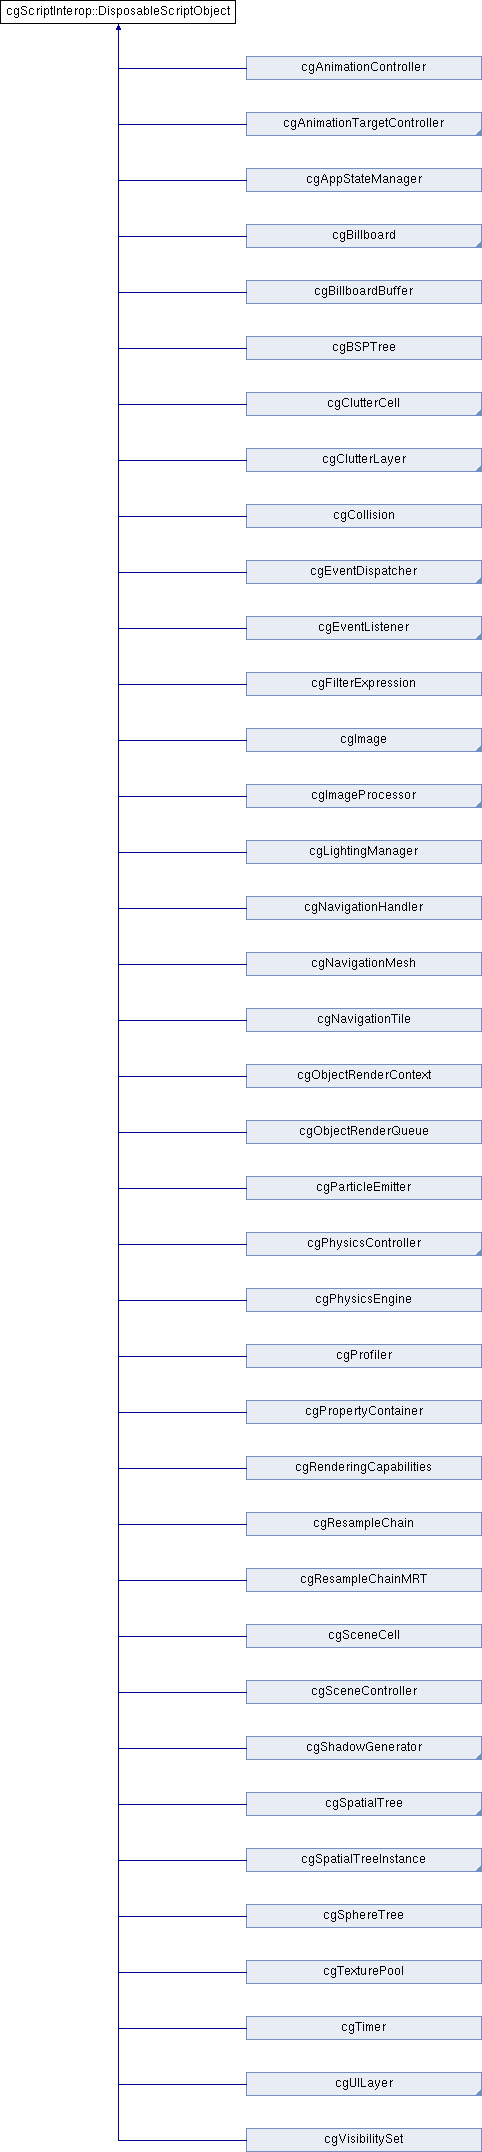 cgScriptInterop::DisposableScriptObject
cgAnimationController
cgAnimationTargetController
cgAppStateManager
cgBillboard
cgBillboardBuffer
cgBSPTree
cgClutterCell
cgClutterLayer
cgCollision
cgEventDispatcher
cgEventListener
cgFilterExpression
cgImage
cgImageProcessor
cgLightingManager
cgNavigationHandler
cgNavigationMesh
cgNavigationTile
cgObjectRenderContext
cgObjectRenderQueue
cgParticleEmitter
cgPhysicsController
cgPhysicsEngine
cgProfiler
cgPropertyContainer
cgRenderingCapabilities
cgResampleChain
cgResampleChainMRT
cgSceneCell
cgSceneController
cgShadowGenerator
cgSpatialTree
cgSpatialTreeInstance
cgSphereTree
cgTexturePool
cgTimer
cgUILayer
cgVisibilitySet